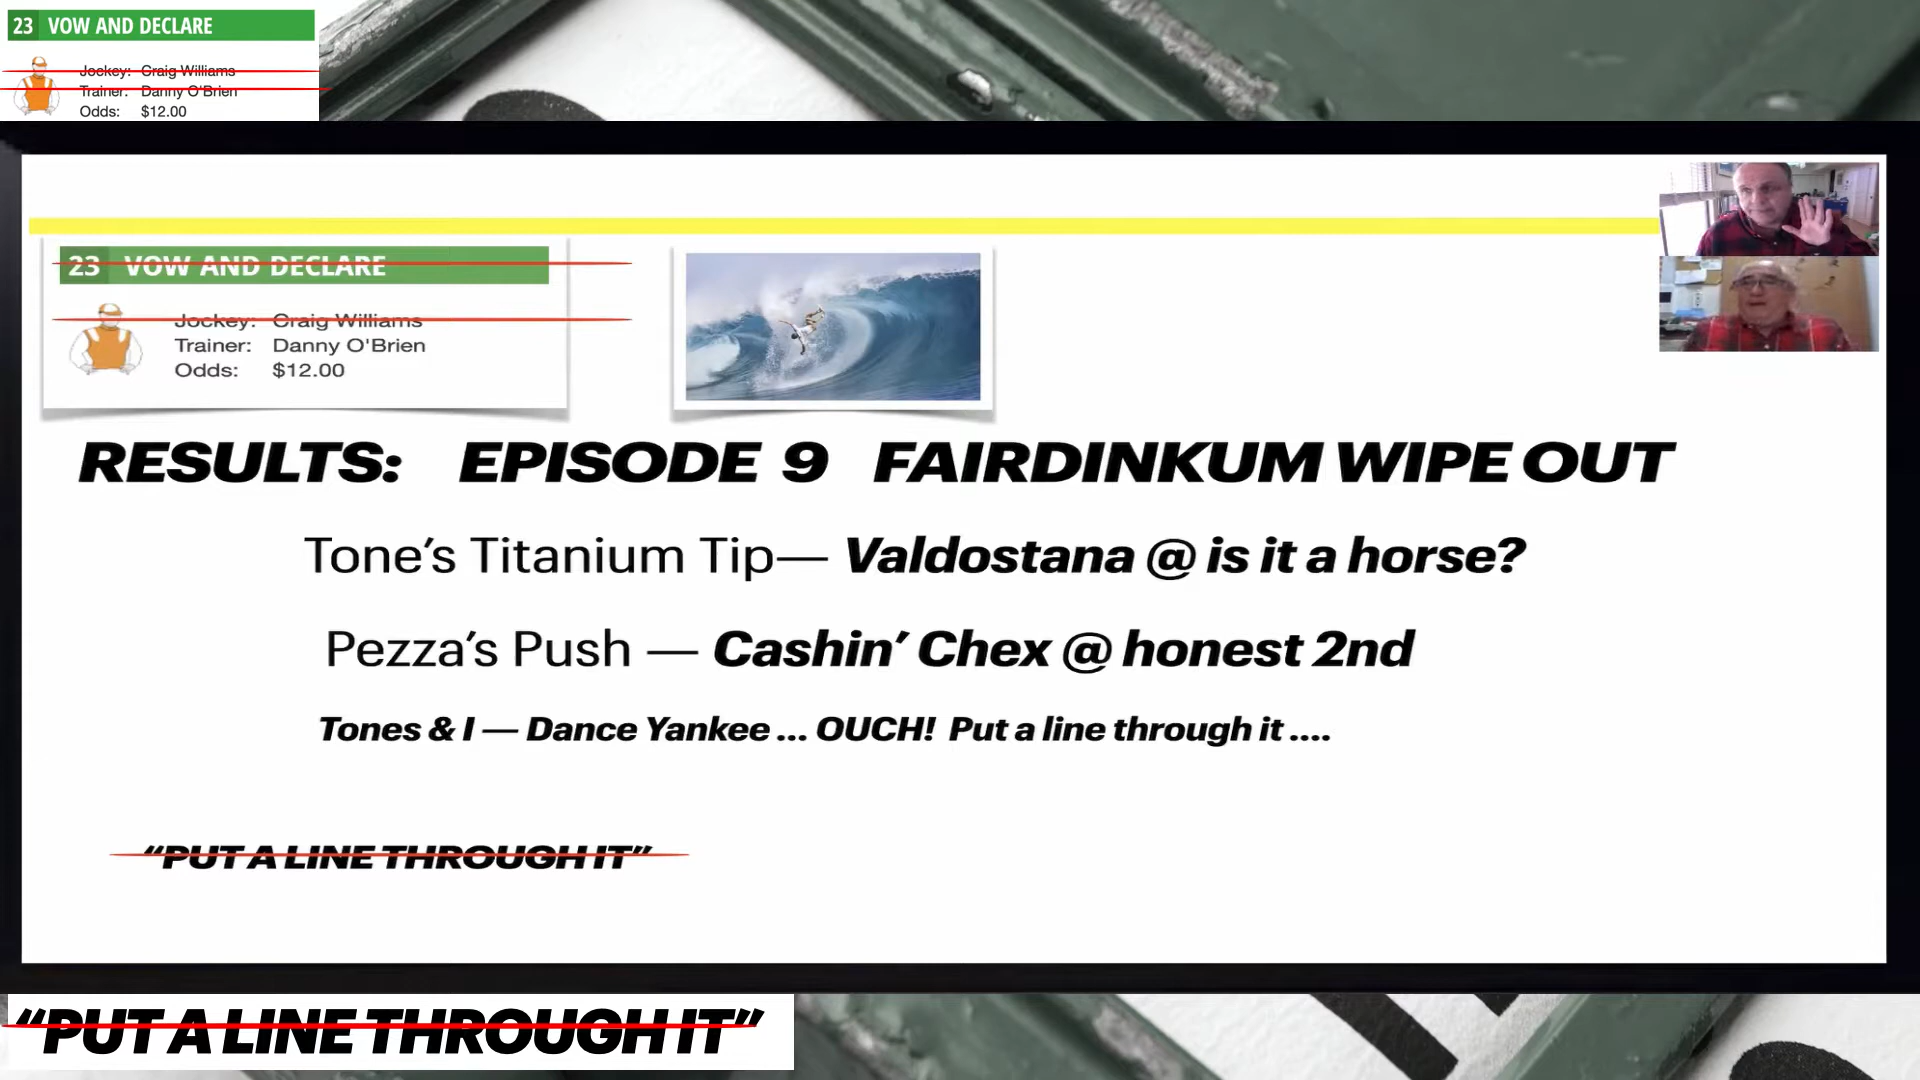 23 VOW AND DECLARE
Jockey: Craig Williams
Trainer: Danny O'Brien
Odds: $12.00
23 VOW AND DECLARE
Jockey: Craig Williams
Trainer: Danny O'Brien
Odds: $12.00
RESULTS: EPISODE 9 FAIRDINKUM WIPE OUT
Tone’s Titanium Tip— Valdostana @ is it a horse?
Pezza’s Push — Cashin’ Chex @ honest 2nd
Tones & I — Dance Yankee ... OUCH! Put a line through it ....
“PUT A LINE THROUGH IT”
“PUT A LINE THROUGH IT”